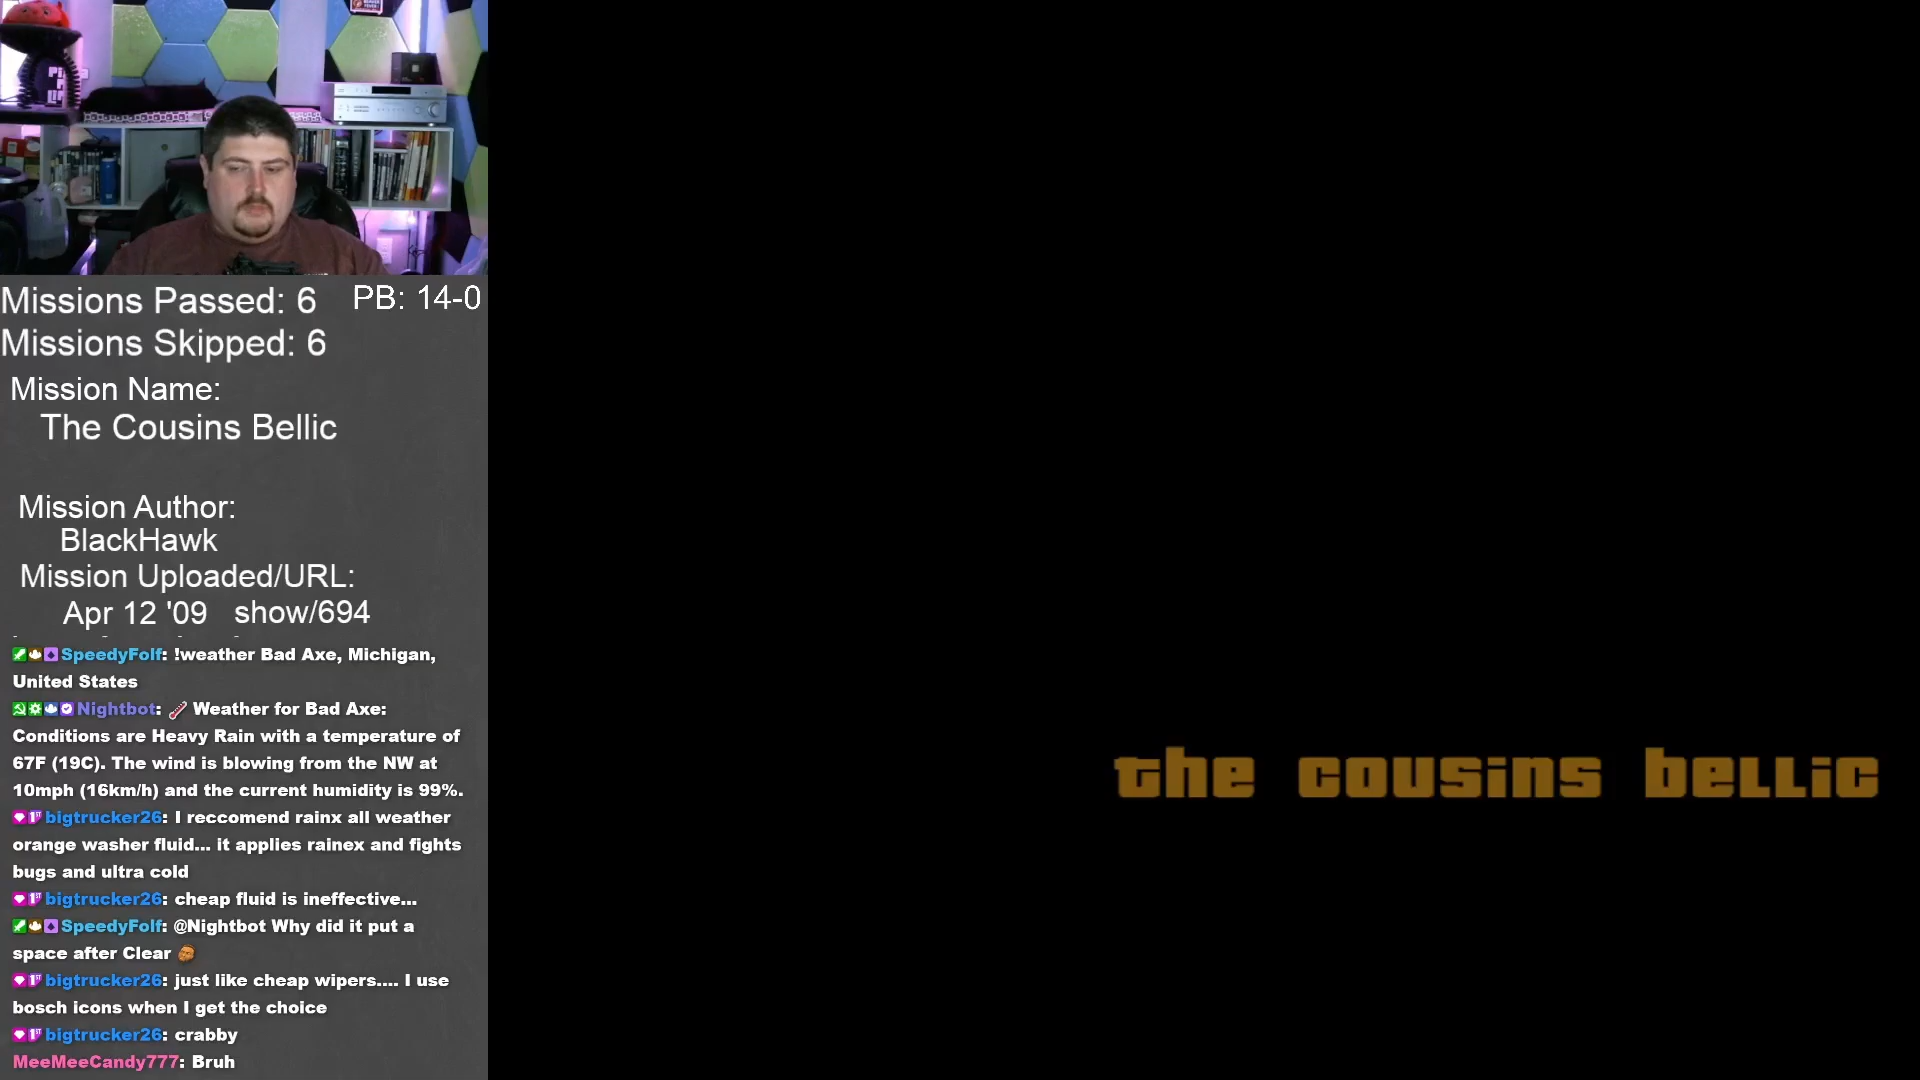 Missions Passed: 6
PB: 14-0
Missions Skipped: 6
Mission Name:
The Cousins Bellic
Mission Author:
BlackHawk
Mission Uploaded/URL:
Apr 12 '09 show/694
SpeedyFolf: !weather Bad Axe, Michigan,
United States
Nightbot: Weather for Bad Axe:
Conditions are Heavy Rain with a temperature of
67F (19C). The wind is blowing from the NW at
10mph (16km/h) and the current humidity is 99%.
bigtrucker26: I reccomend rainx all weather
orange washer fluid... it applies rainex and fights
bugs and ultra cold
bigtrucker26: cheap fluid is ineffective...
SpeedyFolf: @Nightbot Why did it put a
space after Clear
bigtrucker26: just like cheap wipers.... I use
bosch icons when I get the choice
bigtrucker26: crabby
MeeMeeCandy777: Bruh
the cousins bellic